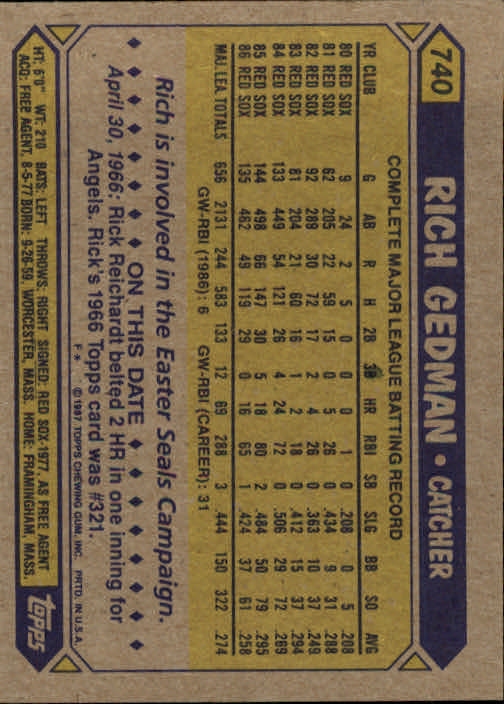 740
RICH GEDMAN • CATCHER
COMPLETE MAJOR LEAGUE BATTING RECORD
YR CLUB G AB R H 2B 3B HR RBI SB SLG BB SO AVG
80 RED SOX 9 24 2 5 0 0 0 1 0 .208 0 5 .208
81 RED SOX 62 205 22 59 15 0 5 26 0 .434 9 31 .288
82 RED SOX 92 289 30 72 17 2 4 26 0 .363 10 37 .249
83 RED SOX 81 204 21 60 16 1 2 18 0 .412 15 37 .294
84 RED SOX 133 449 54 121 26 4 24 72 0 .506 29 72 .269
85 RED SOX 144 498 66 147 30 5 18 80 2 .484 50 79 .295
86 RED SOX 135 462 49 119 29 0 16 65 1 .424 37 61 .258
MAJ. LEA. TOTALS 656 2131 244 583 133 12 69 288 3 .444 150 322 .274
GW-RBI (1986): 6 GW-RBI (CAREER): 31
Rich is involved in the Easter Seals Campaign.
ON THIS DATE
April 30, 1966: Rick Reichardt belted 2 HR in one inning for
Angels. Rick's 1966 Topps card was #321.
F* © 1987 TOPPS CHEWING GUM, INC. PRTD. IN U.S.A.
HT: 6'0" WT: 210 BATS: LEFT THROWS: RIGHT SIGNED: RED SOX-1977, AS FREE AGENT
ACQ: FREE AGENT, 8-5-77 BORN: 9-26-59, WORCESTER, MASS. HOME: FRAMINGHAM, MASS.
TOPPS